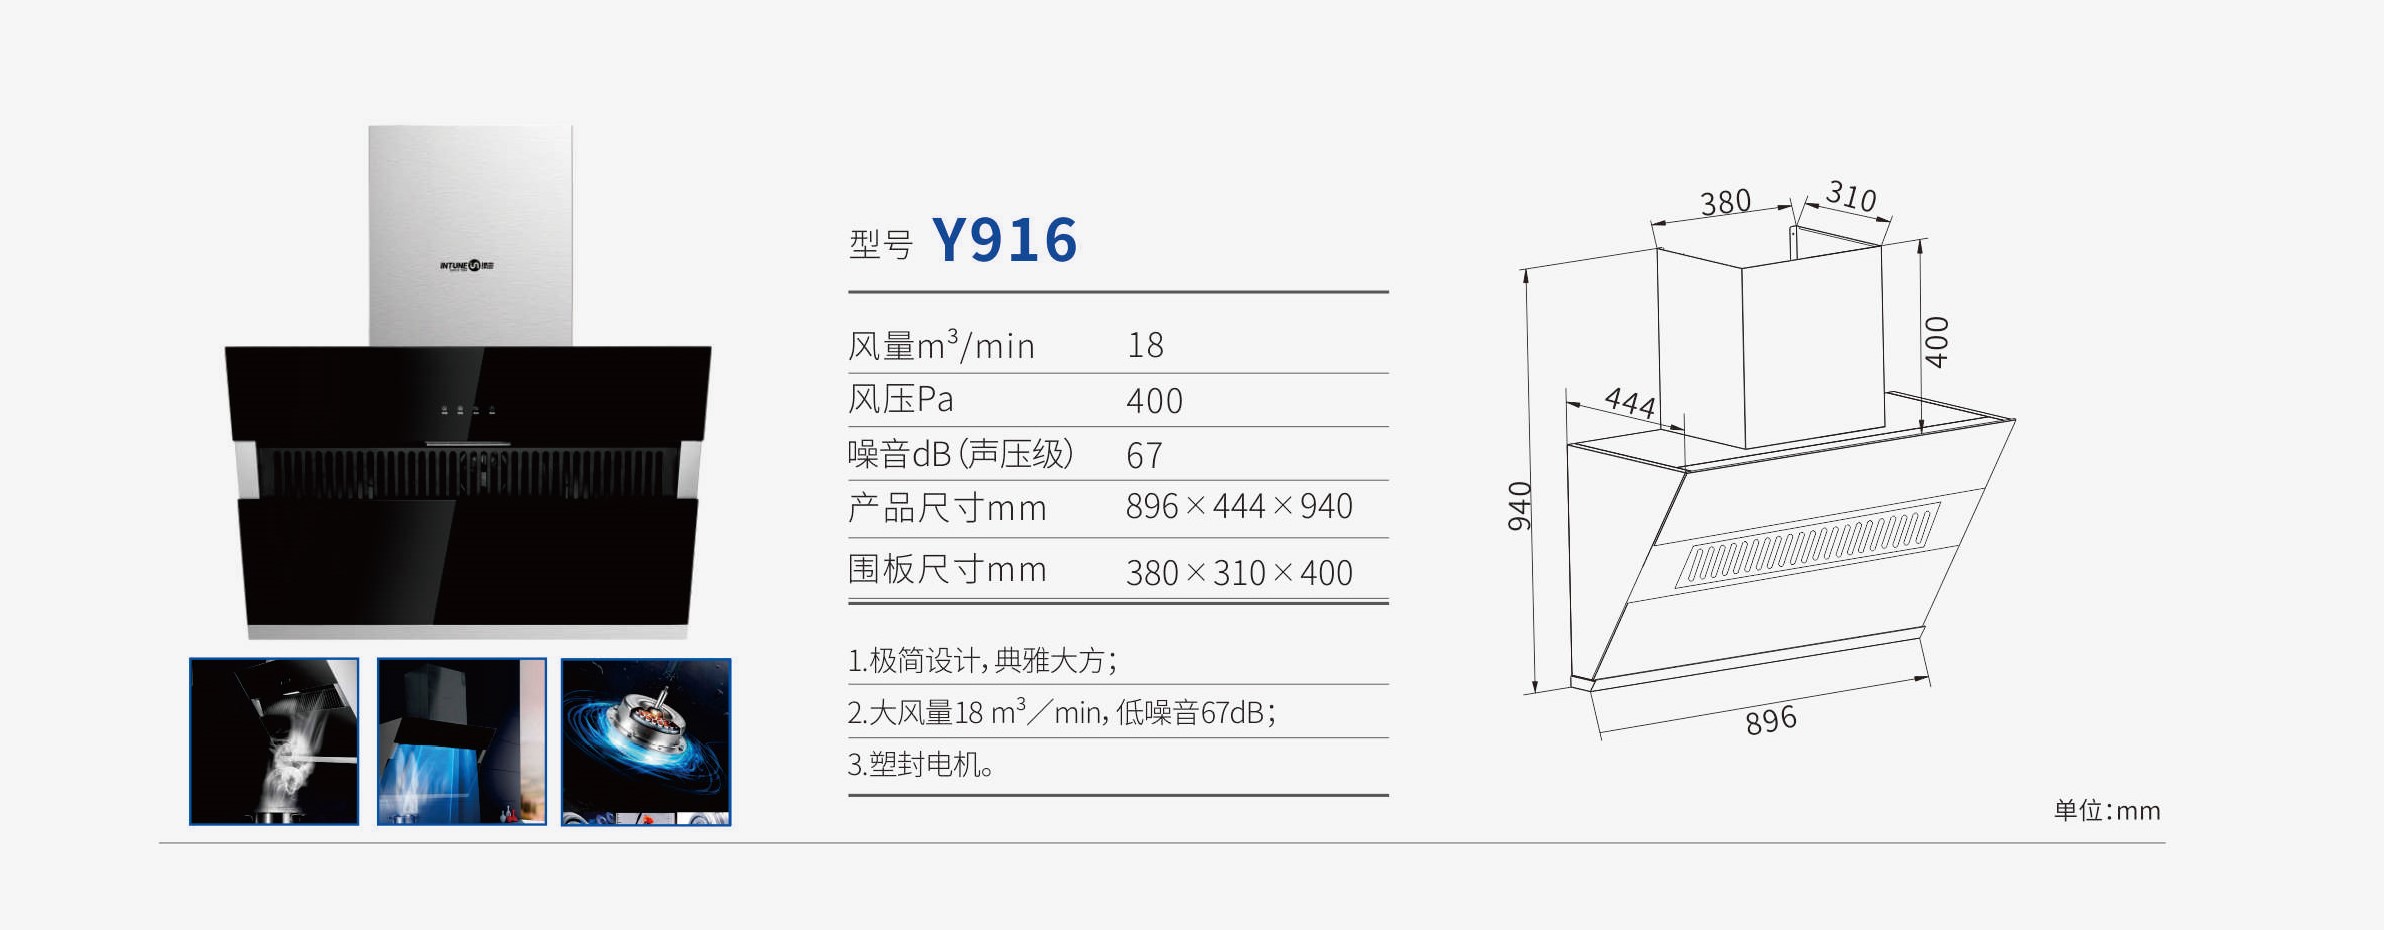 INTUNE
型号 Y916
风量m³/min 18
风压Pa 400
噪音dB(声压级) 67
产品尺寸mm 896×444×940
围板尺寸mm 380×310×400
1.极简设计,典雅大方;
2.大风量18 m³/min,低噪音67dB;
3.塑封电机。
380
310
400
444
940
896
单位:mm